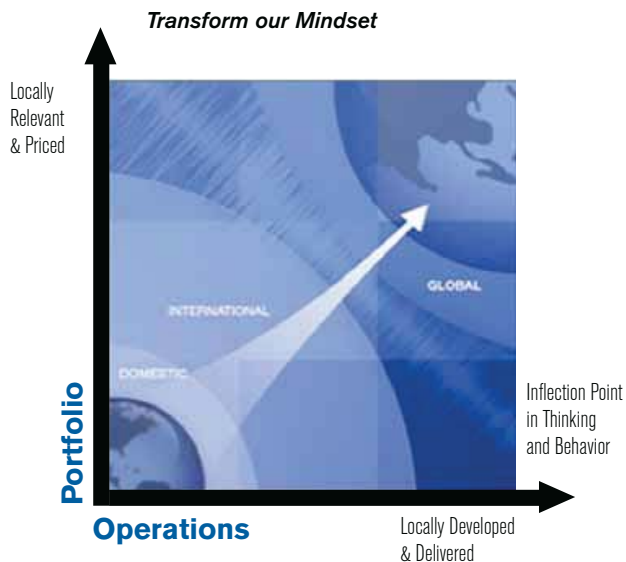 Transform our Mindset
Locally
Relevant
& Priced
GLOBAL
INTERNATIONAL
DOMESTIC
Portfolio
Inflection Point
in Thinking
and Behavior
Operations
Locally Developed
& Delivered